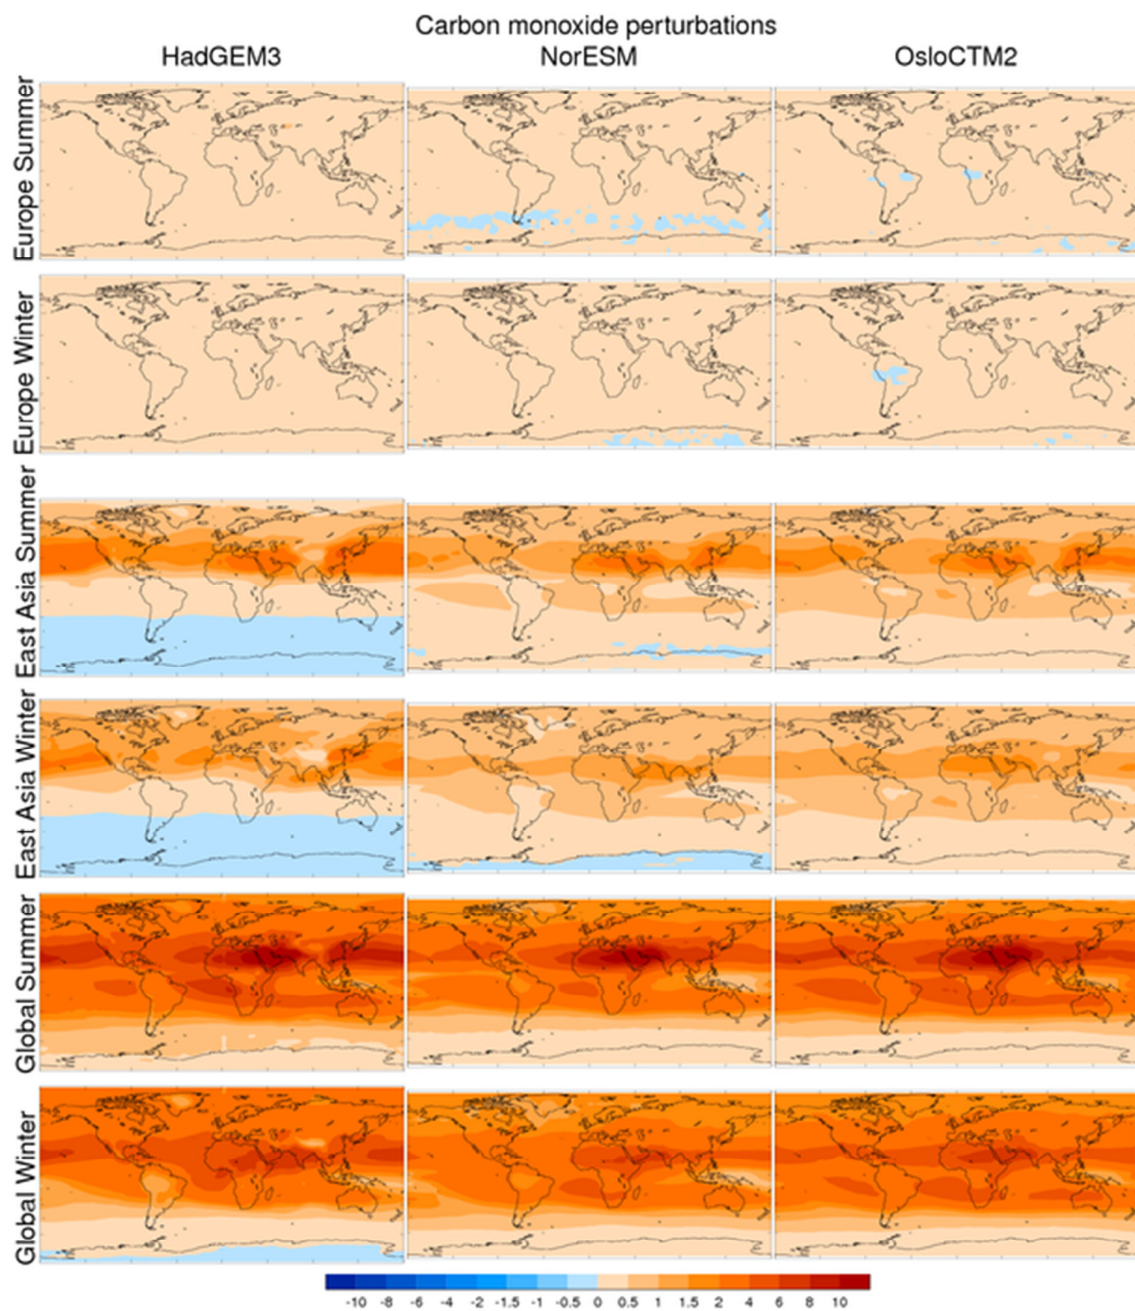 Carbon monoxide perturbations
HadGEM3 NorESM OsloCTM2
Europe Summer
Europe Winter
East Asia Summer
East Asia Winter
Global Summer
Global Winter
-10 -8 -6 -4 -2 -1.5 -1 -0.5 0 0.5 1 1.5 2 4 6 8 10